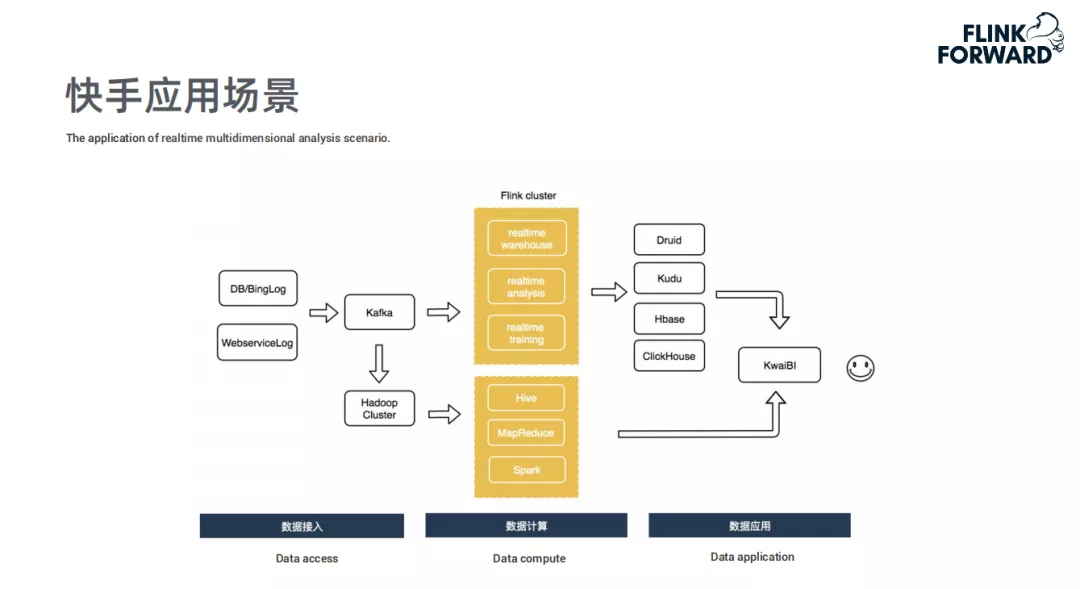 FLINK
FORWARD
快手应用场景
The application of realtime multidimensional analysis scenario.
Flink cluster
DB/BingLog
WebserviceLog
Kafka
Hadoop
Cluster
realtime
warehouse
realtime
analysis
realtime
training
Hive
MapReduce
Spark
Druid
Kudu
Hbase
ClickHouse
KwaiBI
数据接入
数据计算
数据应用
Data access
Data compute
Data application